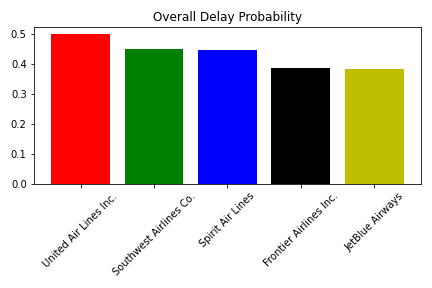 Overall Delay Probability
0.5
0.4
0.3
0.2
0.1
0.0
United Air Lines Inc.
Southwest Airlines Co.
Spirit Air Lines
Frontier Airlines Inc.
JetBlue Airways